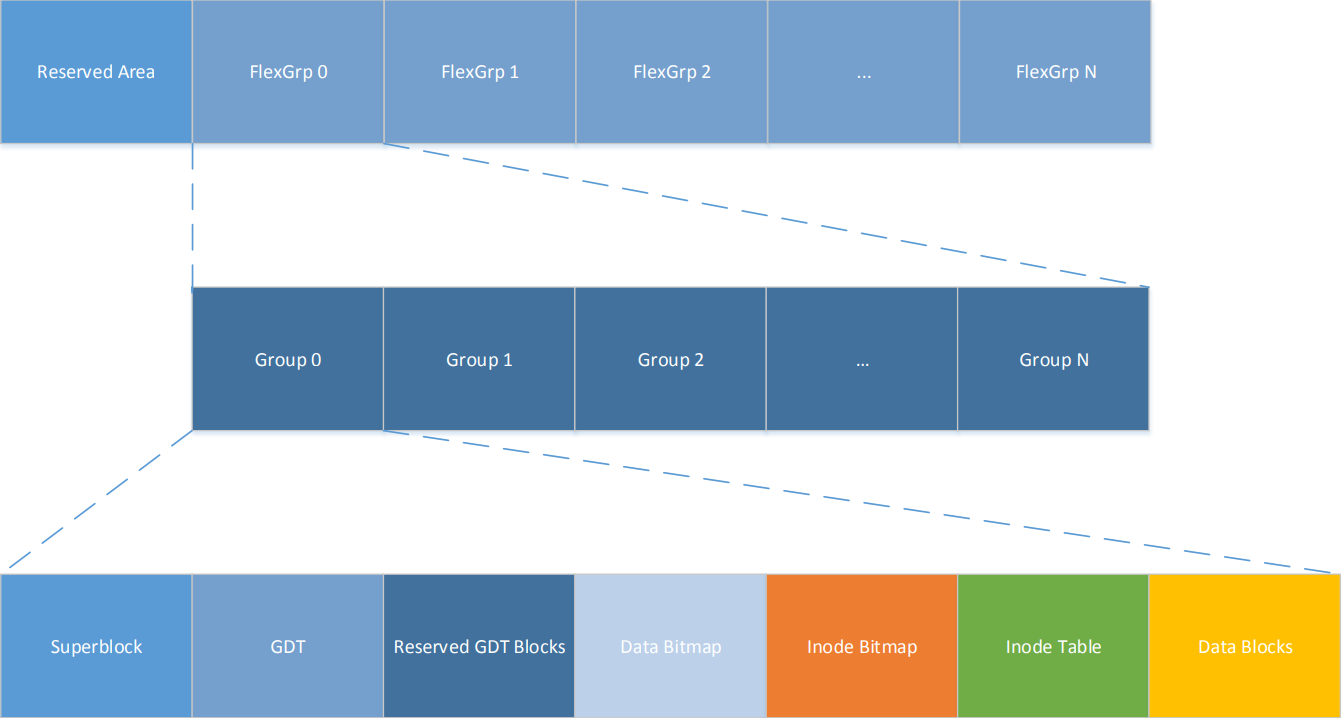 Reserved Area
FlexGrp 0
FlexGrp 1
FlexGrp 2
...
FlexGrp N
Group 0
Group 1
Group 2
...
Group N
Superblock
GDT
Reserved GDT Blocks
Data Bitmap
Inode Bitmap
Inode Table
Data Blocks